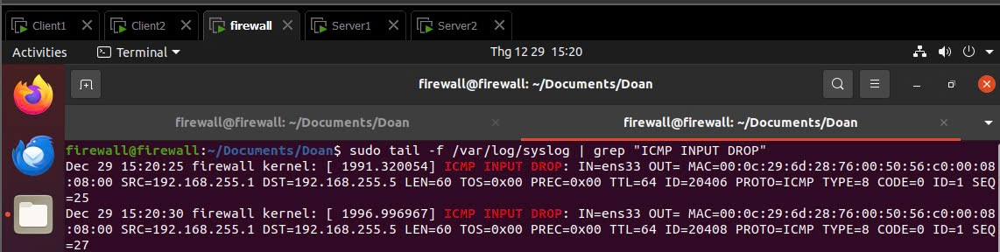 Client1
Client2
firewall
Server1
Server2
Activities
Terminal
Thg 12 29 15:20
firewall@firewall: ~/Documents/Doan
firewall@firewall: ~/Documents/Doan
firewall@firewall: ~/Documents/Doan
firewall@firewall:~/Documents/Doan$ sudo tail -f /var/log/syslog | grep "ICMP INPUT DROP"
Dec 29 15:20:25 firewall kernel: [ 1991.320054] ICMP INPUT DROP: IN=ens33 OUT= MAC=00:0c:29:6d:28:76:00:50:56:c0:00:08
:08:00 SRC=192.168.255.1 DST=192.168.255.5 LEN=60 TOS=0x00 PREC=0x00 TTL=64 ID=20406 PROTO=ICMP TYPE=8 CODE=0 ID=1 SEQ
=25
Dec 29 15:20:30 firewall kernel: [ 1996.996967] ICMP INPUT DROP: IN=ens33 OUT= MAC=00:0c:29:6d:28:76:00:50:56:c0:00:08
:08:00 SRC=192.168.255.1 DST=192.168.255.5 LEN=60 TOS=0x00 PREC=0x00 TTL=64 ID=20408 PROTO=ICMP TYPE=8 CODE=0 ID=1 SEQ
=27